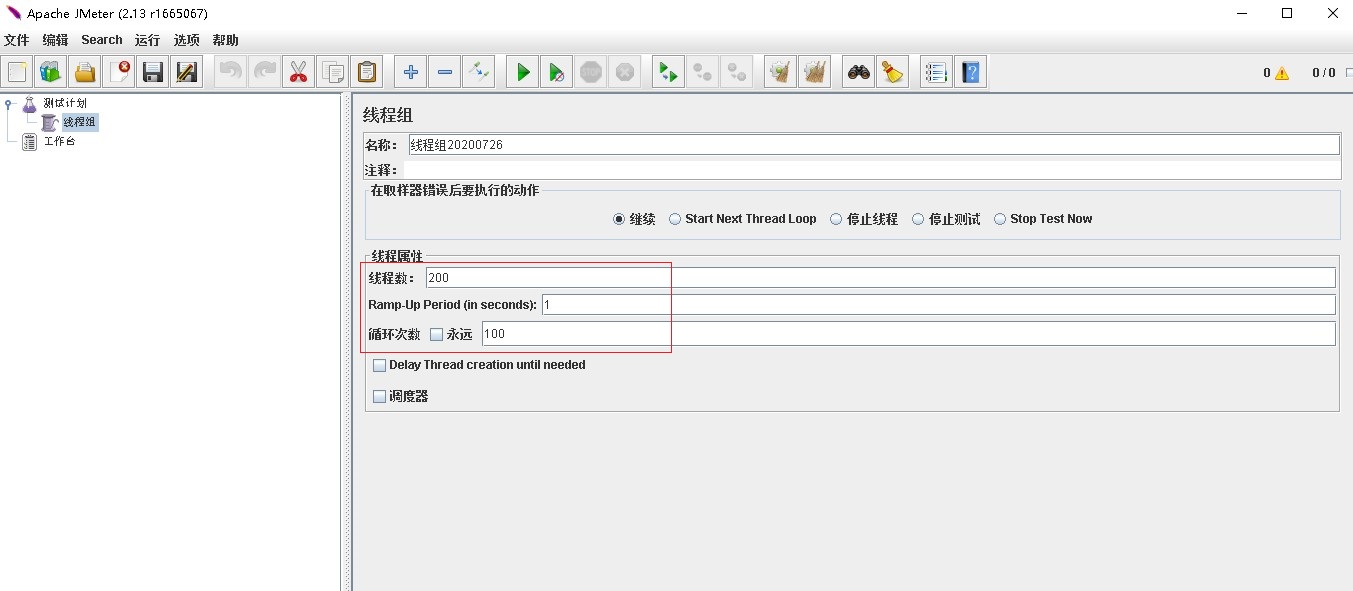 Apache JMeter (2.13 r1665067)
文件 编辑 Search 运行 选项 帮助
STOP 0 0 / 0
测试计划
线程组
工作台
线程组
名称： 线程组20200726
注释：
在取样器错误后要执行的动作
继续 Start Next Thread Loop 停止线程 停止测试 Stop Test Now
线程属性
线程数： 200
Ramp-Up Period (in seconds): 1
循环次数 永远 100
Delay Thread creation until needed
调度器